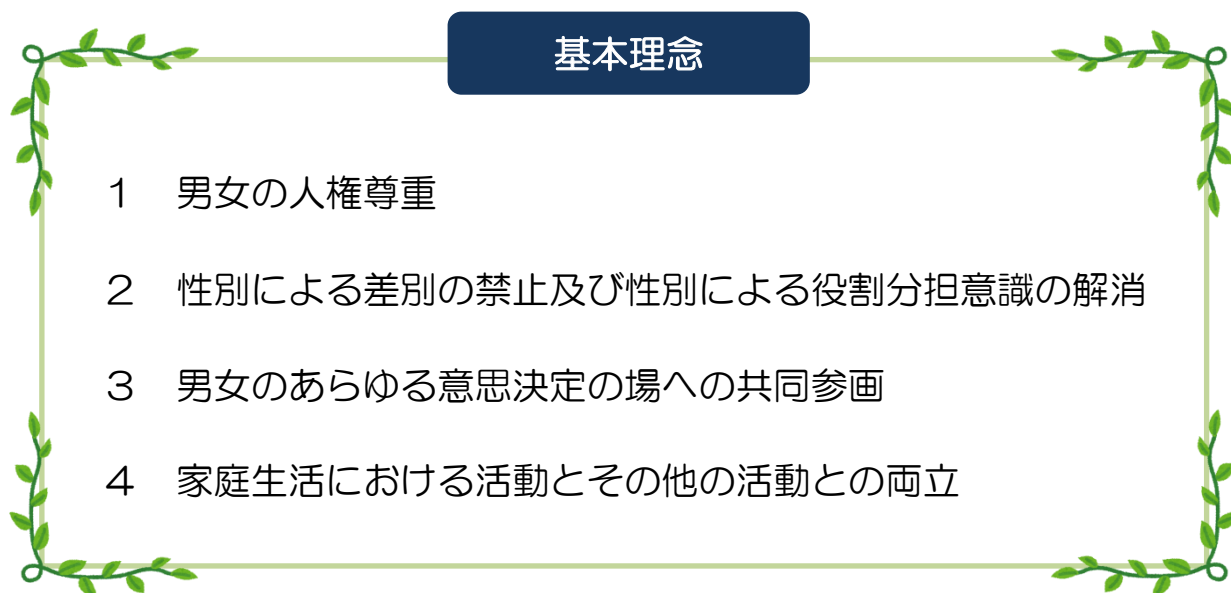 基本理念
１　男女の人権尊重
２　性別による差別の禁止及び性別による役割分担意識の解消
３　男女のあらゆる意思決定の場への共同参画
４　家庭生活における活動とその他の活動との両立